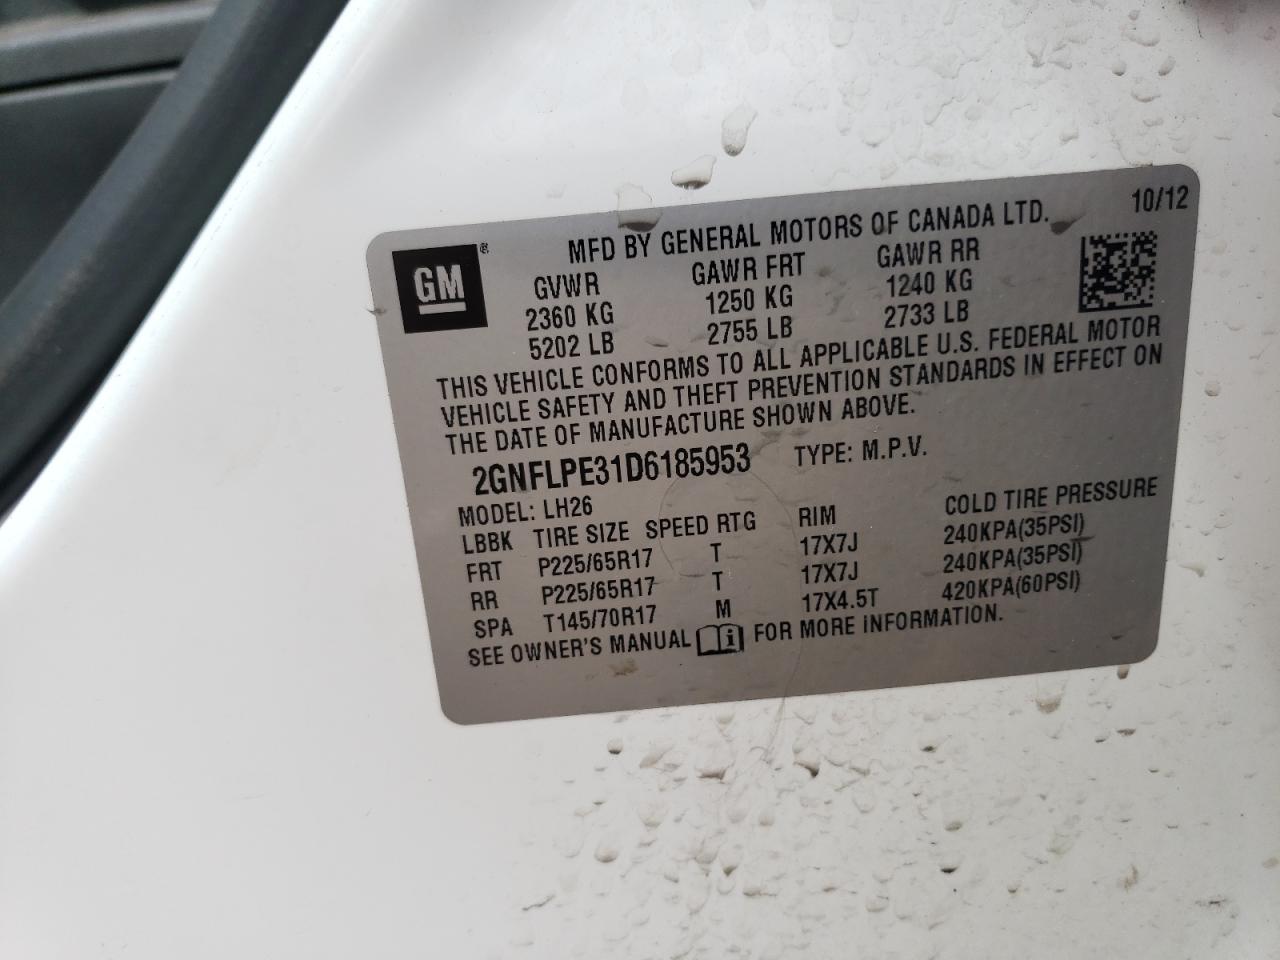 10/12
MFD BY GENERAL MOTORS OF CANADA LTD.
GM®
GVWR GAWR FRT GAWR RR
2360 KG 1250 KG 1240 KG
5202 LB 2755 LB 2733 LB
THIS VEHICLE CONFORMS TO ALL APPLICABLE U.S. FEDERAL MOTOR
VEHICLE SAFETY AND THEFT PREVENTION STANDARDS IN EFFECT ON
THE DATE OF MANUFACTURE SHOWN ABOVE.
2GNFLPE31D6185953 TYPE: M.P.V.
MODEL: LH26
LBBK TIRE SIZE SPEED RTG RIM COLD TIRE PRESSURE
FRT P225/65R17 T 17X7J 240KPA(35PSI)
RR P225/65R17 T 17X7J 240KPA(35PSI)
SPA T145/70R17 M 17X4.5T 420KPA(60PSI)
SEE OWNER'S MANUAL i FOR MORE INFORMATION.